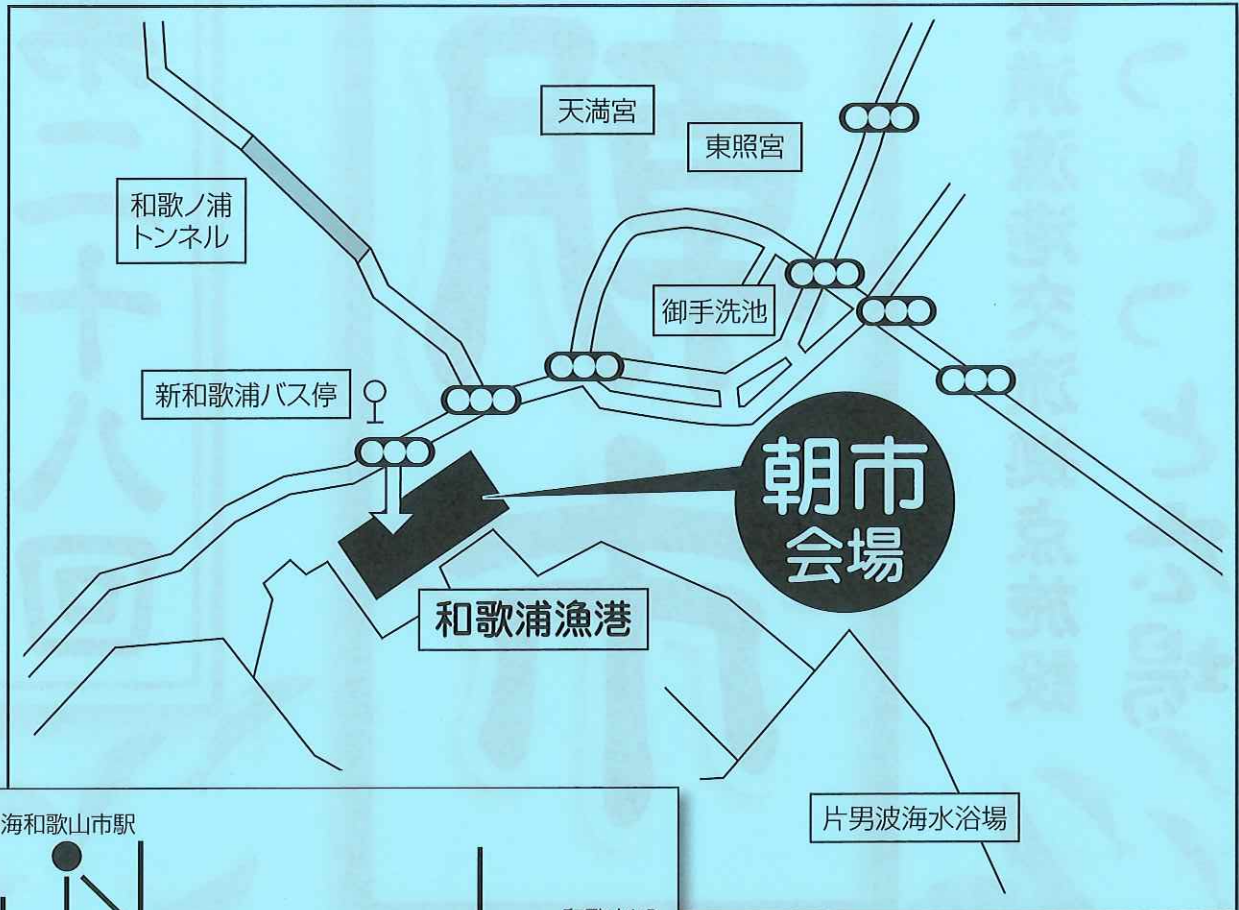 天満宮
東照宮
和歌ノ浦
トンネル
御手洗池
新和歌浦バス停
朝市
会場
和歌浦漁港
片男波海水浴場
海和歌山市駅